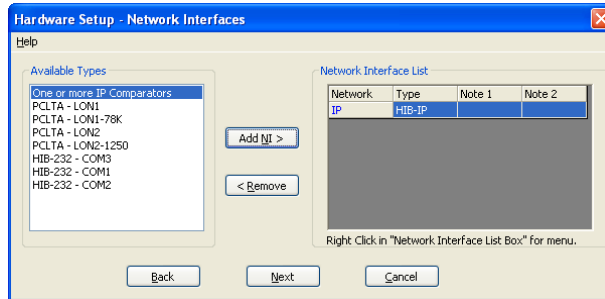 Hardware Setup - Network Interfaces
Help
Available Types
One or more IP Comparators
PCLTA - LON1
PCLTA - LON1-78K
PCLTA - LON2
PCLTA - LON2-1250
HIB-232 - COM3
HIB-232 - COM1
HIB-232 - COM2
Add NI >
< Remove
Network Interface List
Network Type Note 1 Note 2
IP HIB-IP
Right Click in "Network Interface List Box" for menu.
Back Next Cancel